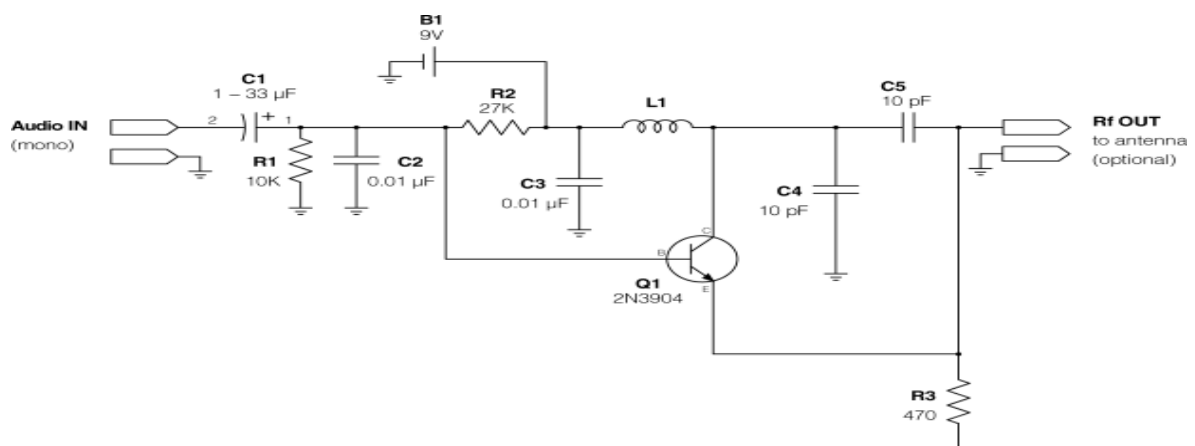 B1
9V
C1
1 – 33 µF
R2
27K
L1
C5
10 pF
Audio IN
(mono)
2
1
+
Rf OUT
to antenna
(optional)
R1
10K
C2
0.01 µF
C3
0.01 µF
C4
10 pF
C
B
E
Q1
2N3904
R3
470